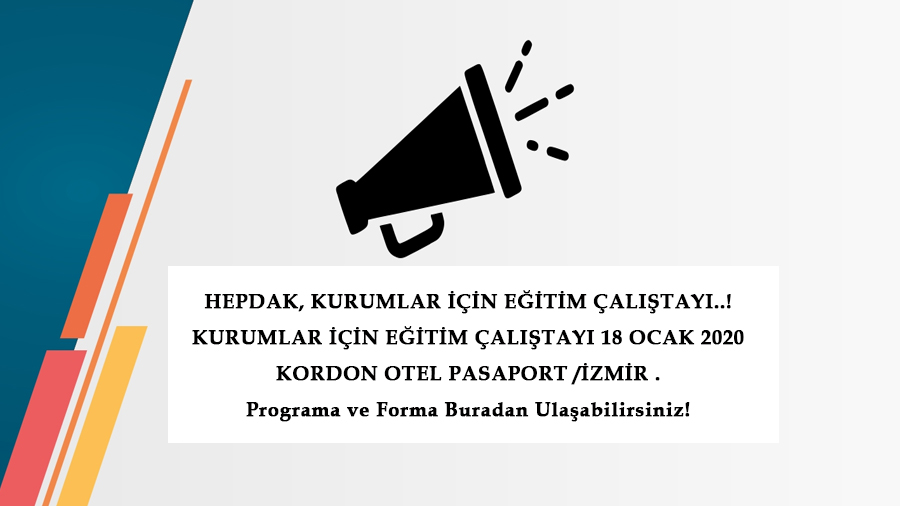 HEPDAK, KURUMLAR İÇİN EĞİTİM ÇALIŞTAYI..!
KURUMLAR İÇİN EĞİTİM ÇALIŞTAYI 18 OCAK 2020
KORDON OTEL PASAPORT /İZMİR .
Programa ve Forma Buradan Ulaşabilirsiniz!